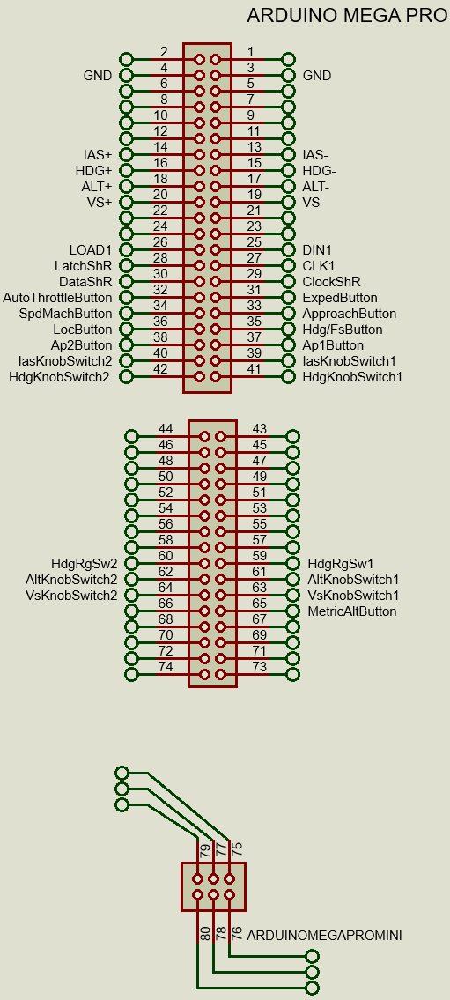 ARDUINO MEGA PRO
2 1
GND 4 3 GND
6 5
8 7
10 9
12 11
IAS+ 14 13 IAS-
HDG+ 16 15 HDG-
ALT+ 18 17 ALT-
VS+ 20 19 VS-
22 21
24 23
LOAD1 26 25 DIN1
LatchShR 28 27 CLK1
DataShR 30 29 ClockShR
AutoThrottleButton 32 31 ExpedButton
SpdMachButton 34 33 ApproachButton
LocButton 36 35 Hdg/FsButton
Ap2Button 38 37 Ap1Button
IasKnobSwitch2 40 39 IasKnobSwitch1
HdgKnobSwitch2 42 41 HdgKnobSwitch1
44 43
46 45
48 47
50 49
52 51
54 53
56 55
58 57
HdgRgSw2 60 59 HdgRgSw1
AltKnobSwitch2 62 61 AltKnobSwitch1
VsKnobSwitch2 64 63 VsKnobSwitch1
66 65 MetricAltButton
68 67
70 69
72 71
74 73
79 77 75
80 78 76 ARDUINOMEGAPROMINI